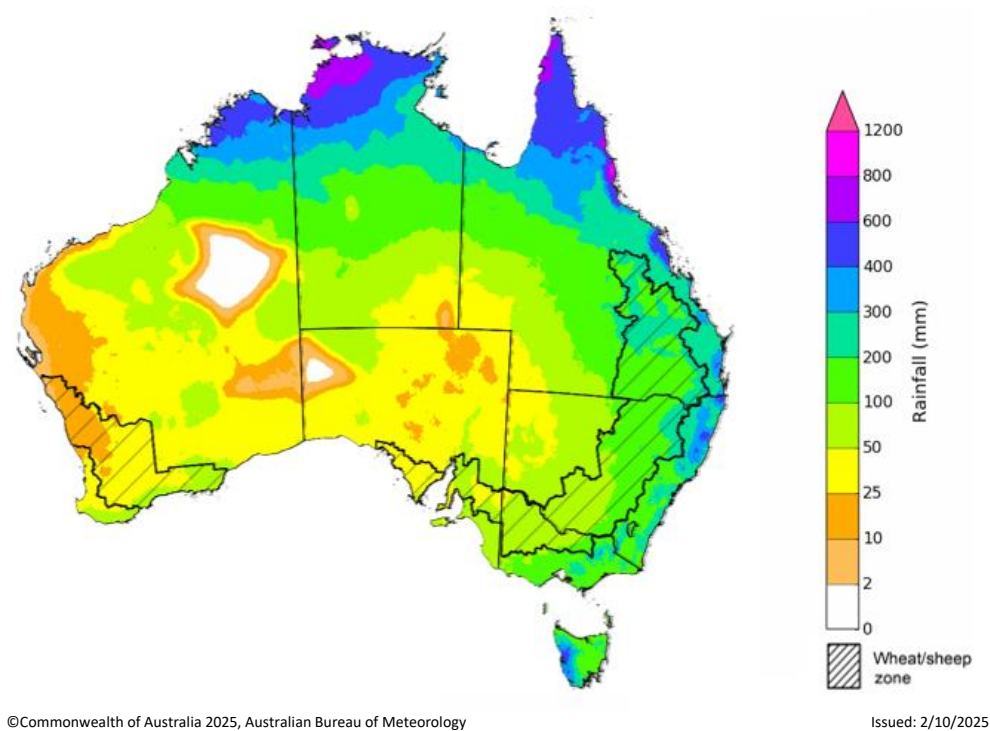 1200
800
600
400
300
200
100
50
25
10
2
0
Rainfall (mm)
Wheat/sheep
zone
©Commonwealth of Australia 2025, Australian Bureau of Meteorology
Issued: 2/10/2025